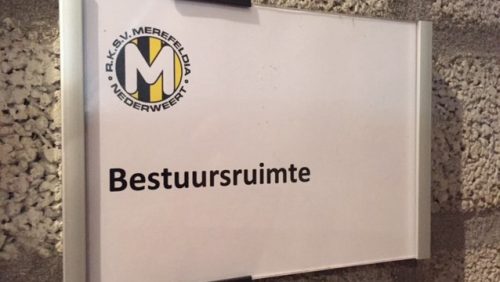 R.K.S.V. MEREFELDIA
M
NEDERWEERT
Bestuursruimte